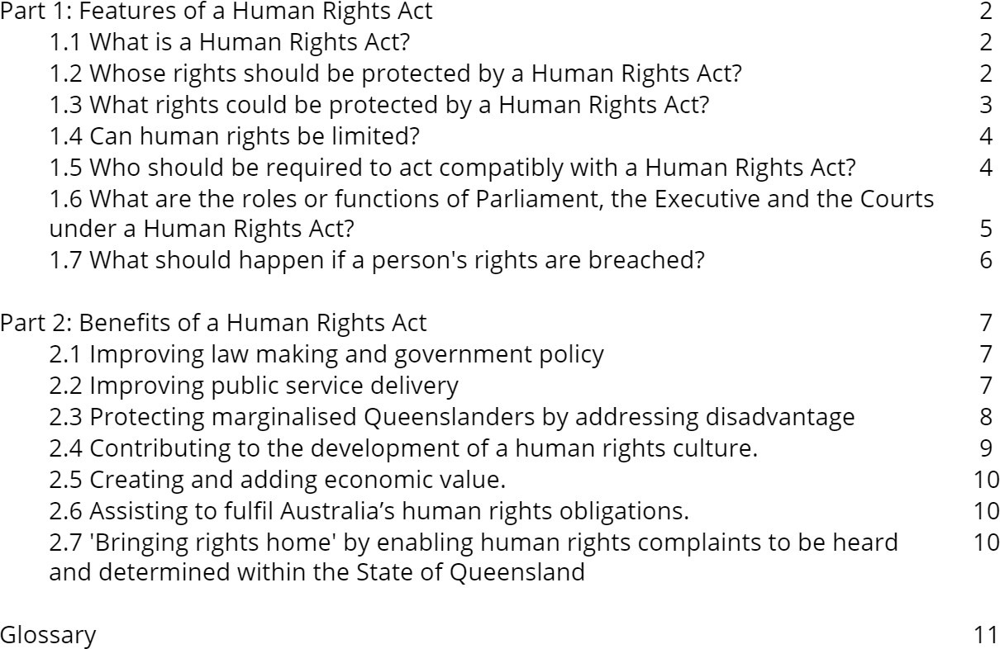 Part 1: Features of a Human Rights Act 2
1.1 What is a Human Rights Act? 2
1.2 Whose rights should be protected by a Human Rights Act? 2
1.3 What rights could be protected by a Human Rights Act? 3
1.4 Can human rights be limited? 4
1.5 Who should be required to act compatibly with a Human Rights Act? 4
1.6 What are the roles or functions of Parliament, the Executive and the Courts
under a Human Rights Act? 5
1.7 What should happen if a person's rights are breached? 6
Part 2: Benefits of a Human Rights Act 7
2.1 Improving law making and government policy 7
2.2 Improving public service delivery 7
2.3 Protecting marginalised Queenslanders by addressing disadvantage 8
2.4 Contributing to the development of a human rights culture. 9
2.5 Creating and adding economic value. 10
2.6 Assisting to fulfil Australia’s human rights obligations. 10
2.7 'Bringing rights home' by enabling human rights complaints to be heard 10
and determined within the State of Queensland
Glossary 11